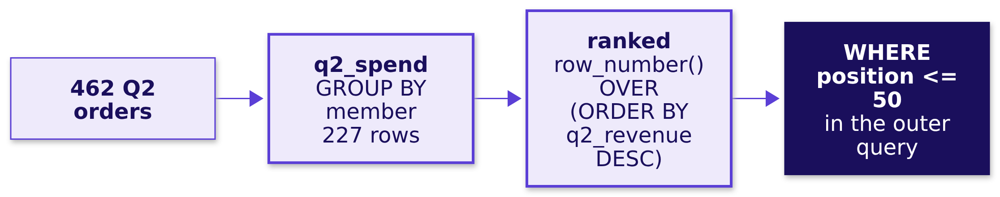 462 Q2
orders
q2_spend
GROUP BY
member
227 rows
ranked
row_number()
OVER
(ORDER BY
q2_revenue
DESC)
WHERE
position <=
50
in the outer
query